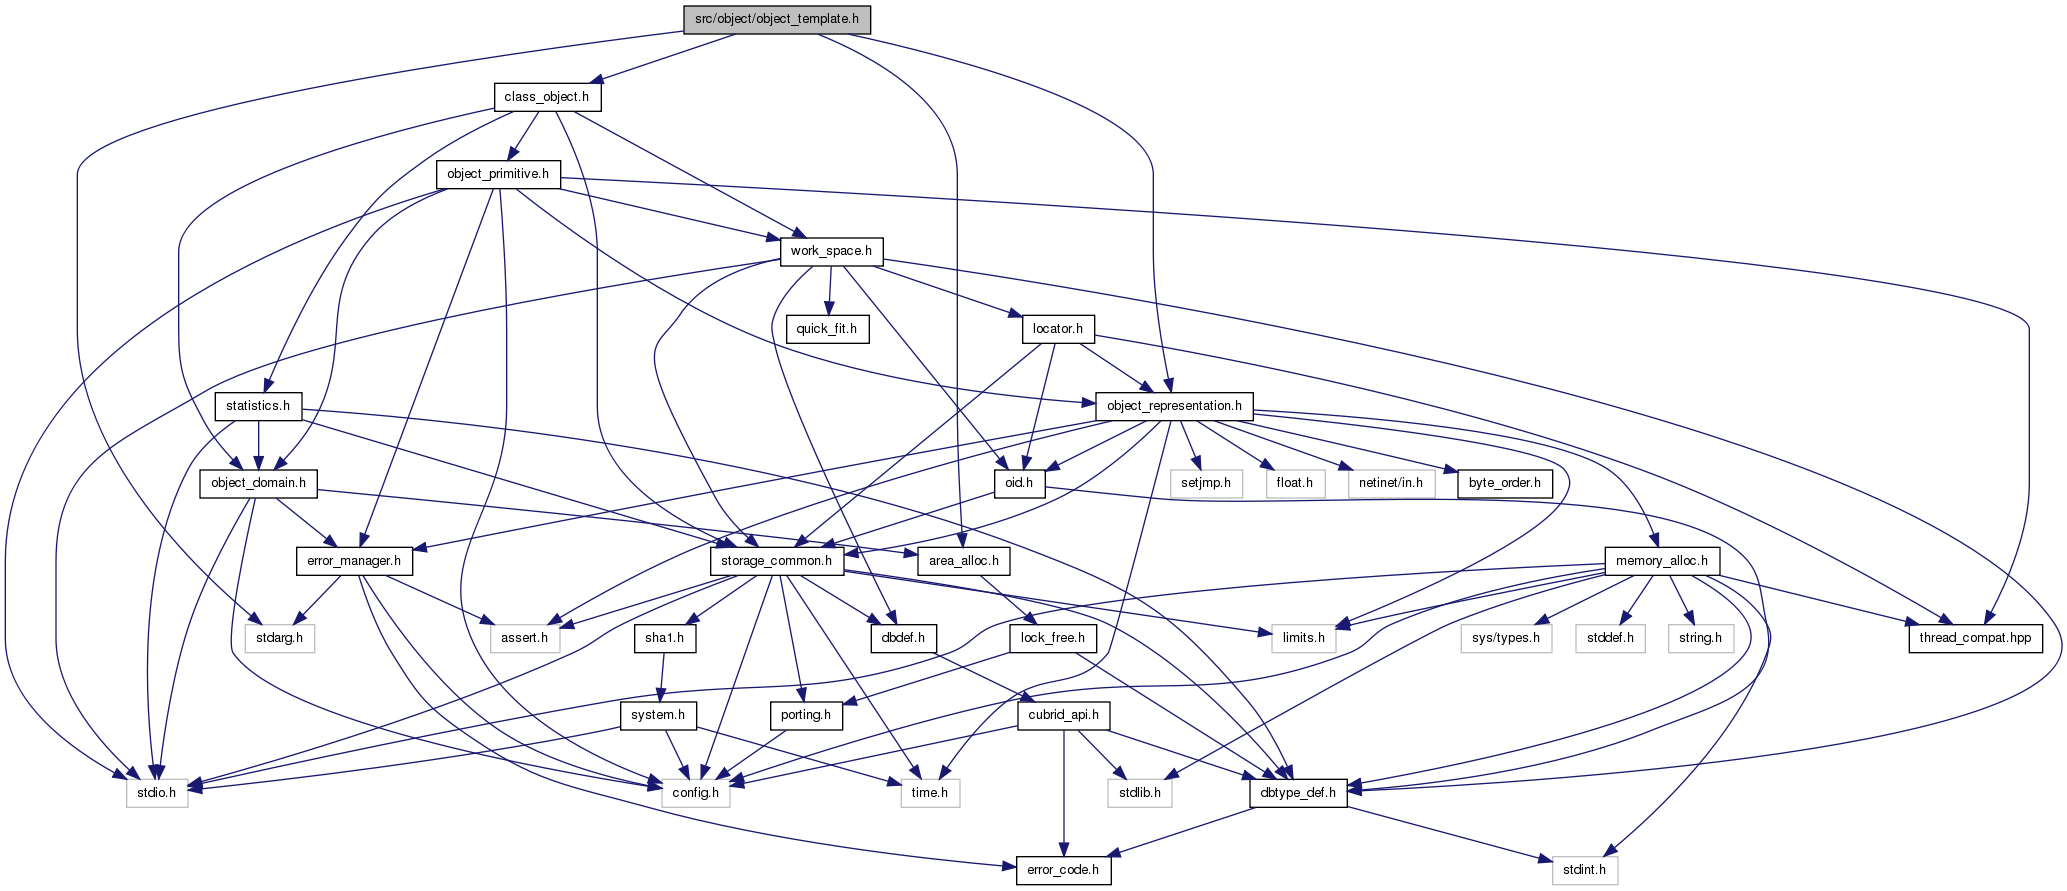 src/object/object_template.h
class_object.h
object_primitive.h
work_space.h
quick_fit.h
locator.h
statistics.h
object_representation.h
object_domain.h
oid.h
setjmp.h
float.h
netinet/in.h
byte_order.h
error_manager.h
storage_common.h
area_alloc.h
memory_alloc.h
stdarg.h
assert.h
sha1.h
dbdef.h
lock_free.h
limits.h
sys/types.h
stddef.h
string.h
thread_compat.hpp
system.h
porting.h
cubrid_api.h
stdio.h
config.h
time.h
stdlib.h
dbtype_def.h
error_code.h
stdint.h